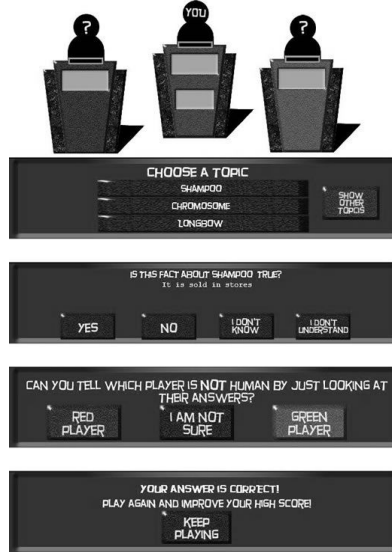 ?
YOU
?
CHOOSE A TOPIC
SHAMPOO
CHROMOSOME
LONGBOW
SHOW
OTHER
TOPCIS
IS THIS FACT ABOUT SHAMPOO TRUE?
It is sold in stores
YES
NO
I DON'T
KNOW
I DON'T
UNDERSTAND
CAN YOU TELL WHICH PLAYER IS NOT HUMAN BY JUST LOOKING AT
THEIR ANSWERS?
RED
PLAYER
I AM NOT
SURE
GREEN
PLAYER
YOUR ANSWER IS CORRECT!
PLAY AGAIN AND IMPROVE YOUR HIGH SCORE!
KEEP
PLAYING